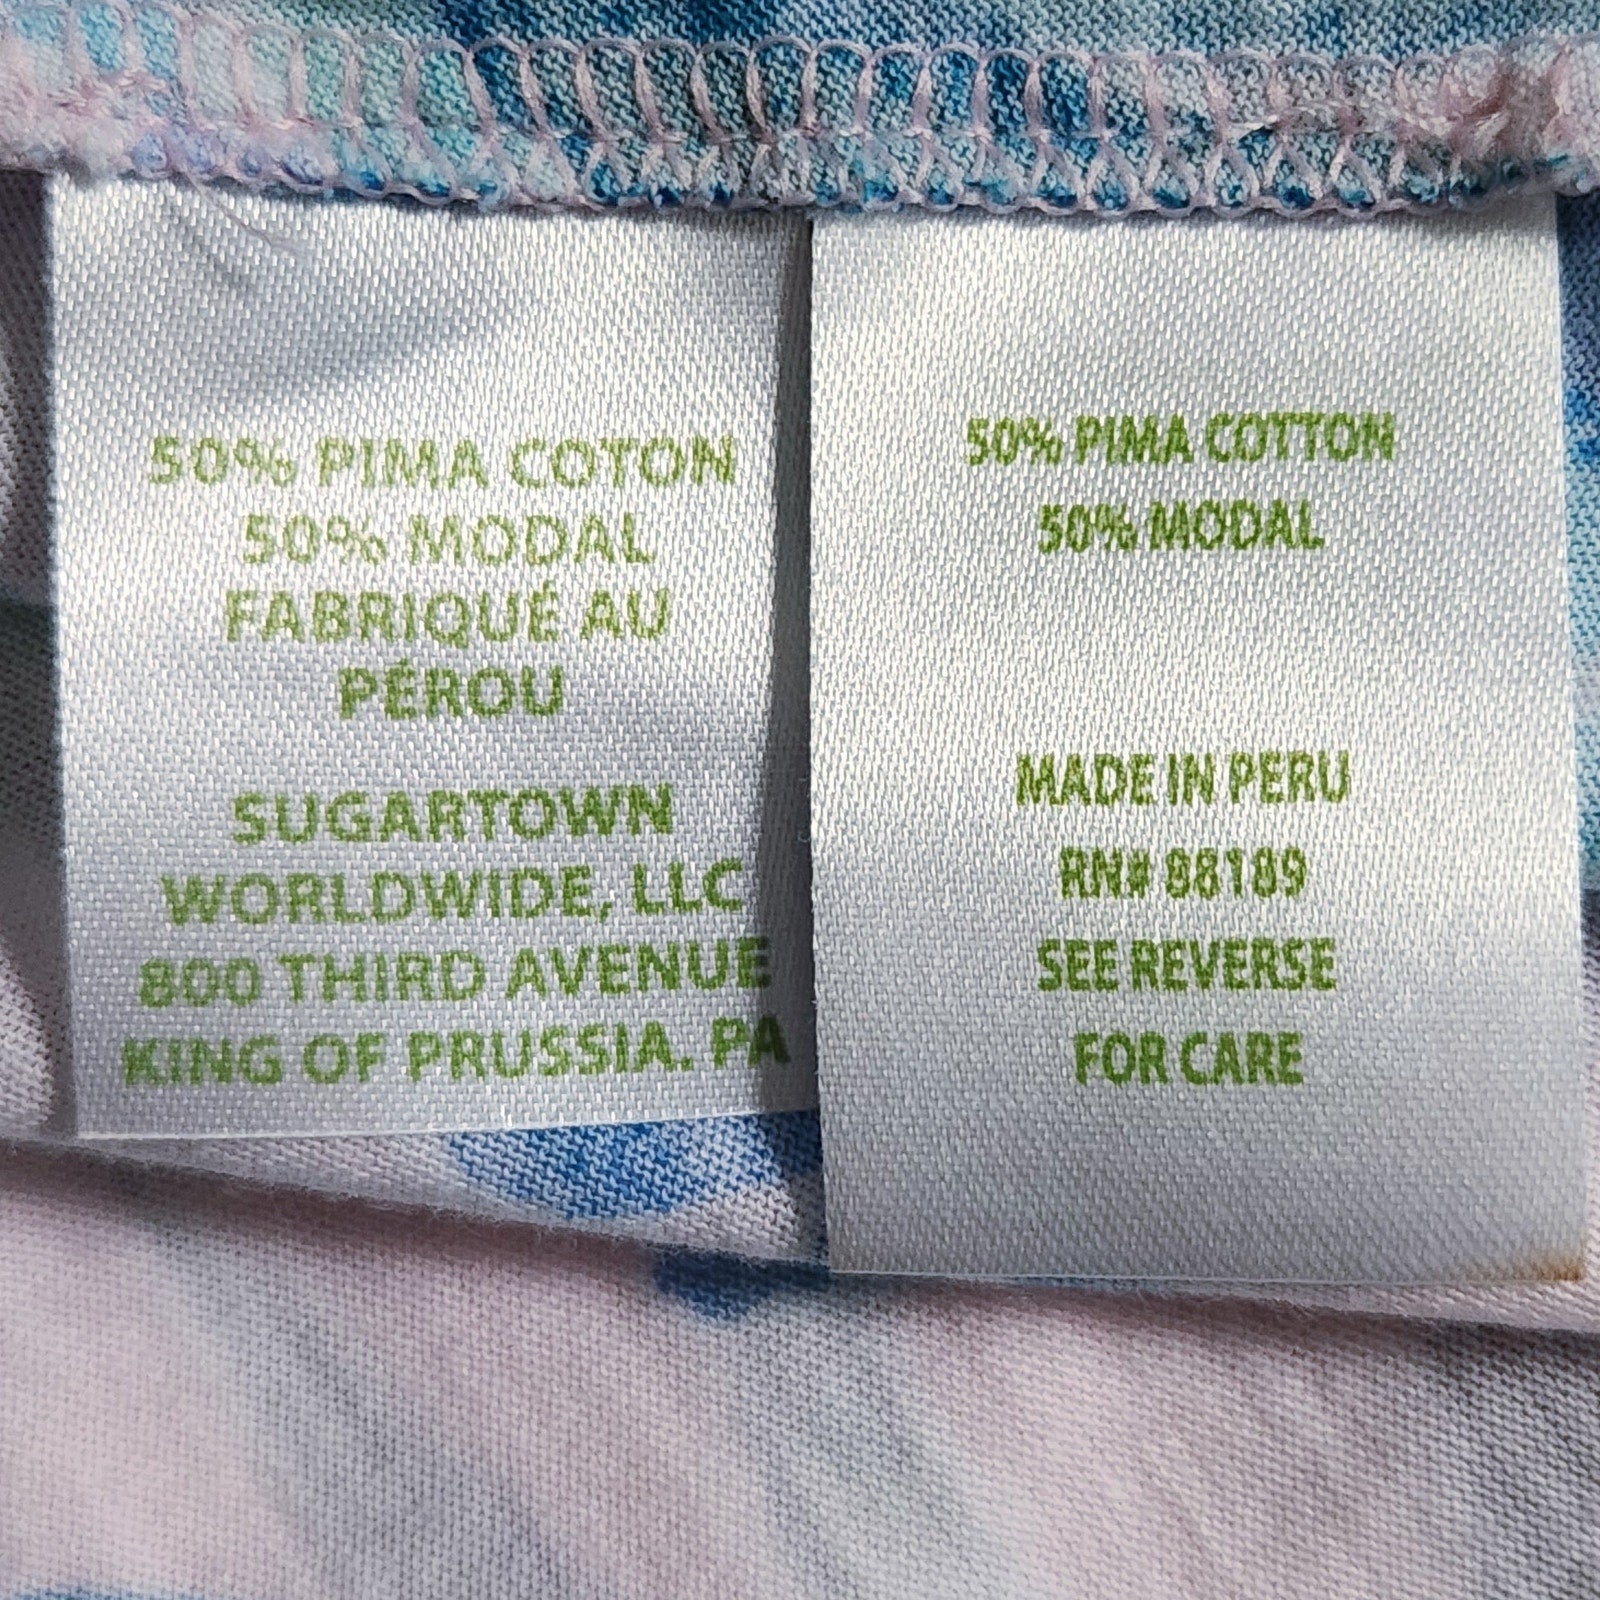 50% PIMA COTON
50% MODAL
FABRIQUÉ AU
PÉROU
SUGARTOWN
WORLDWIDE, LLC
800 THIRD AVENUE
KING OF PRUSSIA. PA
50% PIMA COTTON
50% MODAL
MADE IN PERU
RN# 88189
SEE REVERSE
FOR CARE